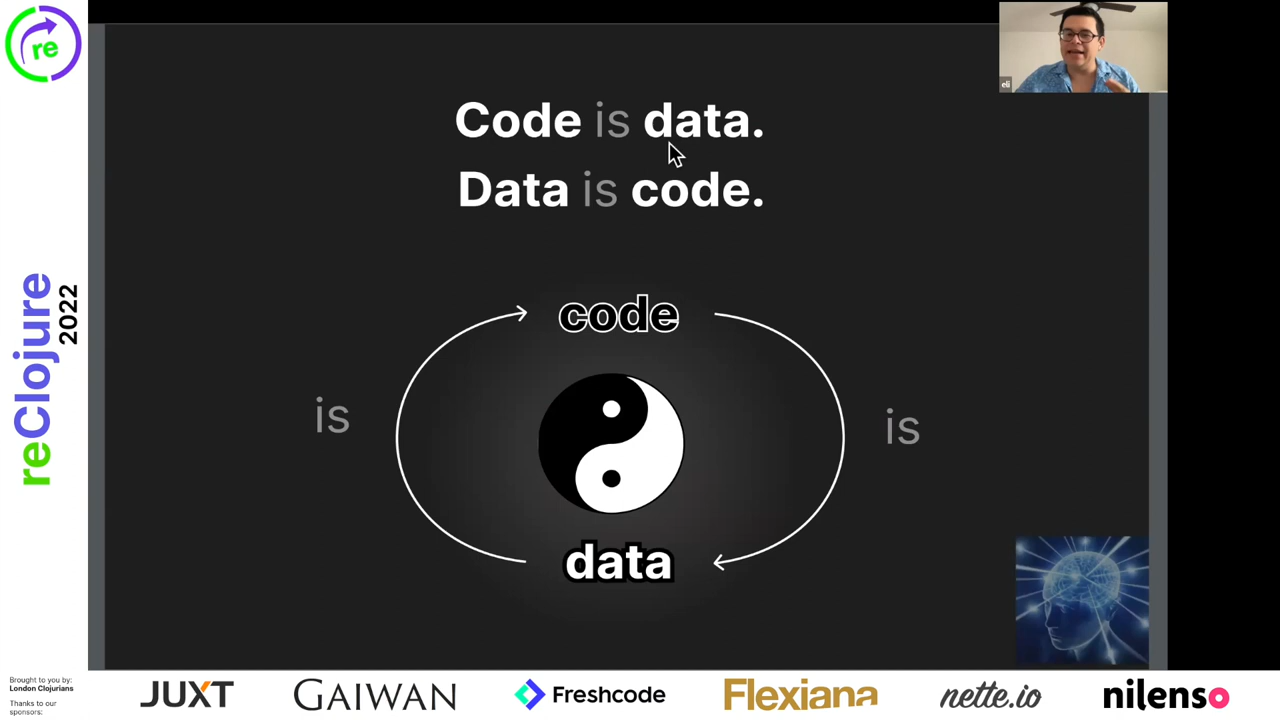 re
eli
Code is data.
Data is code.
code
is
is
data
reClojure
2022
Brought to you by:
London Clojurians
Thanks to our
sponsors:
JUXT
GAIWAN
Freshcode
Flexiana
nette.io
nilenso